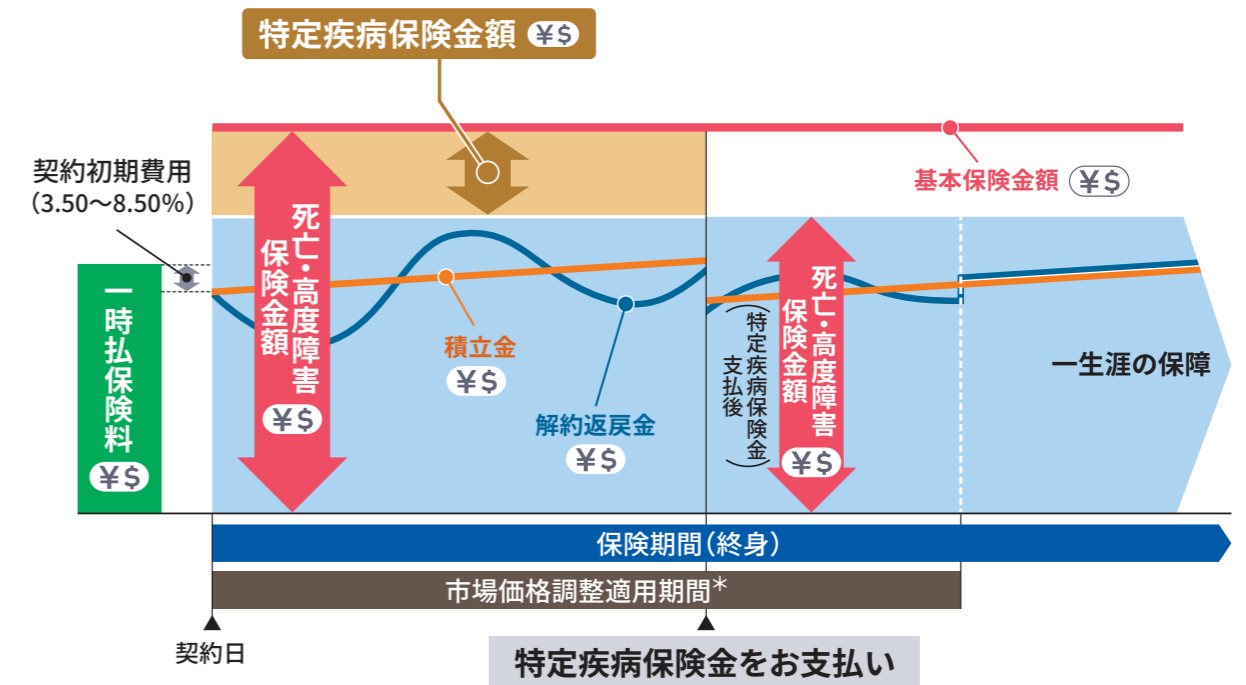 特定疾病保険金額 ¥$
契約初期費用
（3.50～8.50％）
基本保険金額 ¥$
一時払保険料
¥$
死亡・高度障害
保険金額
¥$
積立金
¥$
解約返戻金
¥$
（特定疾病保険金
支払後）
死亡・高度障害
保険金額
¥$
一生涯の保障
保険期間（終身）
市場価格調整適用期間＊
契約日
特定疾病保険金をお支払い